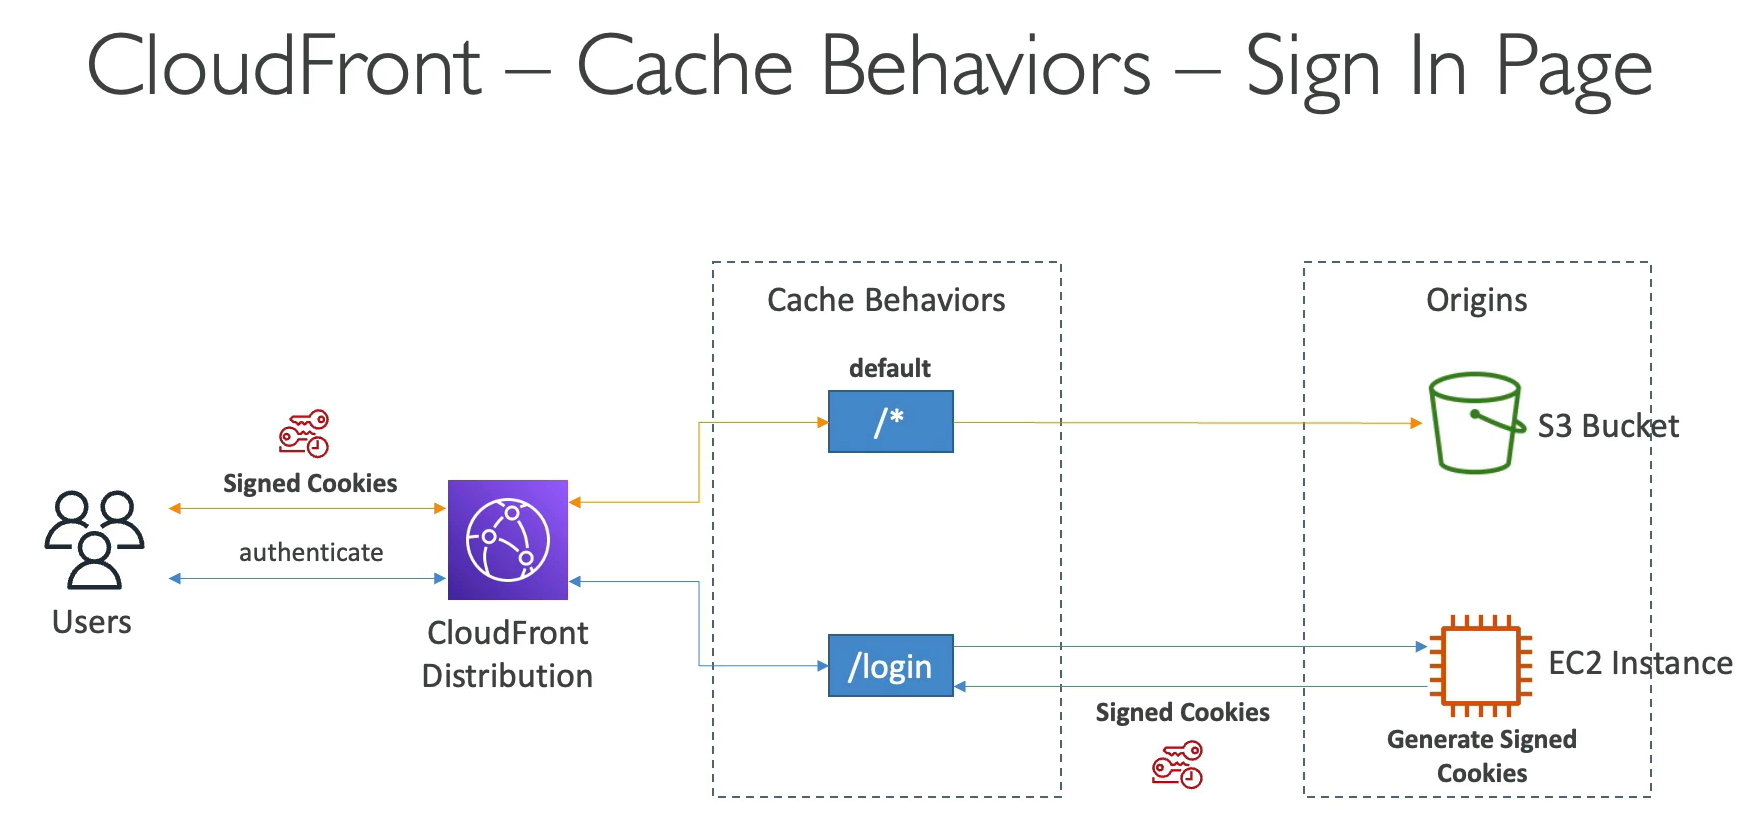 CloudFront – Cache Behaviors – Sign In Page
Cache Behaviors
Origins
default
/*
S3 Bucket
Signed Cookies
authenticate
Users
CloudFront
Distribution
/login
EC2 Instance
Signed Cookies
Generate Signed
Cookies